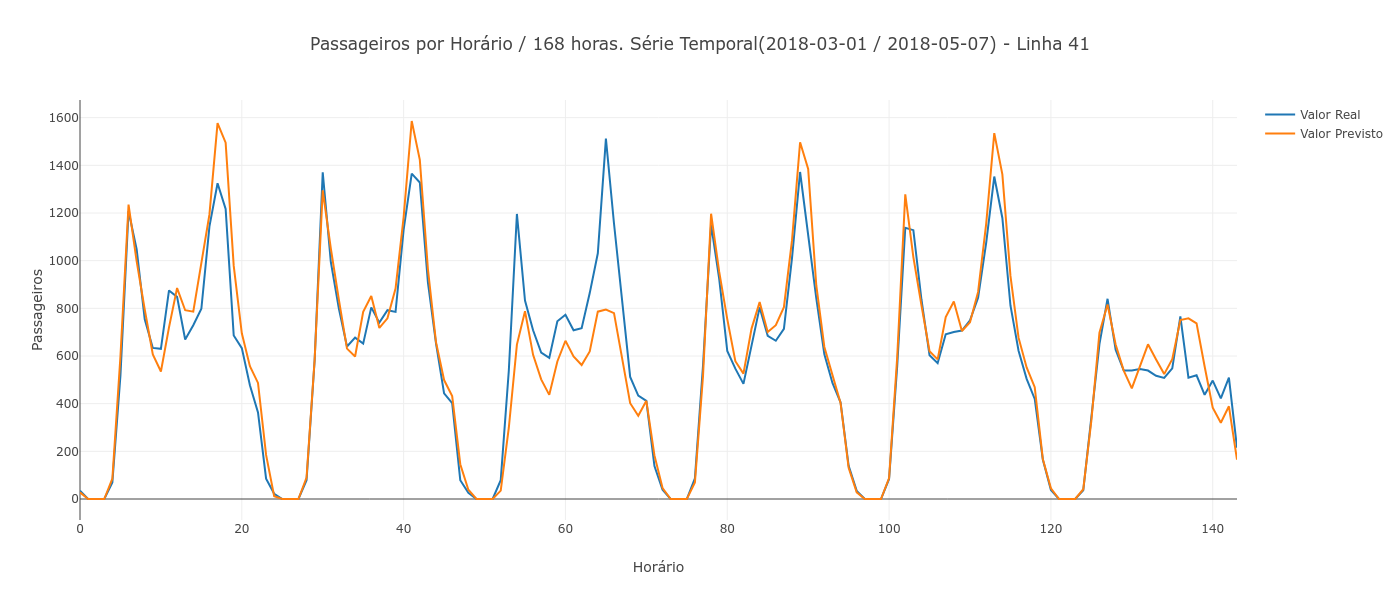 Passageiros por Horário / 168 horas. Série Temporal(2018-03-01 / 2018-05-07) - Linha 41
Valor Real
Valor Previsto
Passageiros
1600
1400
1200
1000
800
600
400
200
0
0 20 40 60 80 100 120 140
Horário